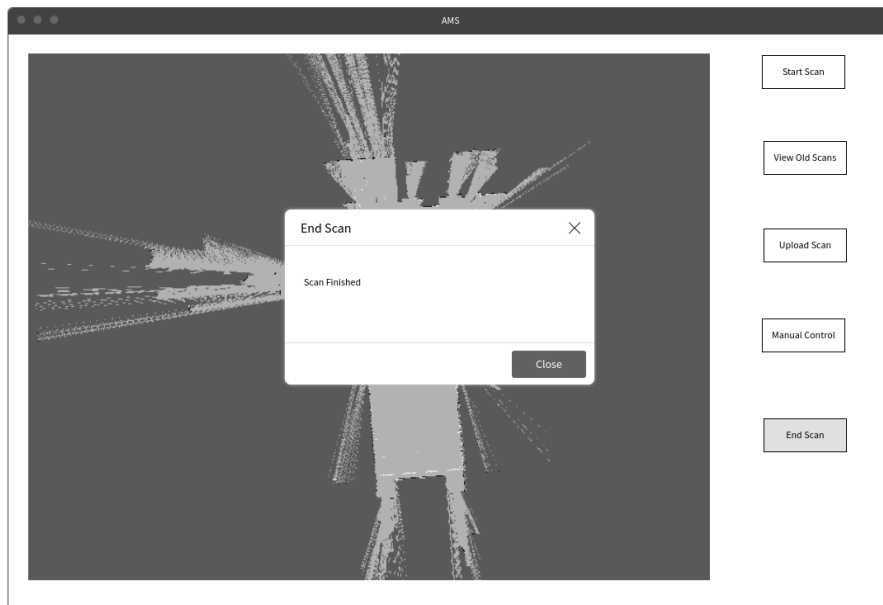 AMS
Start Scan
View Old Scans
End Scan
Upload Scan
Scan Finished
Manual Control
Close
End Scan